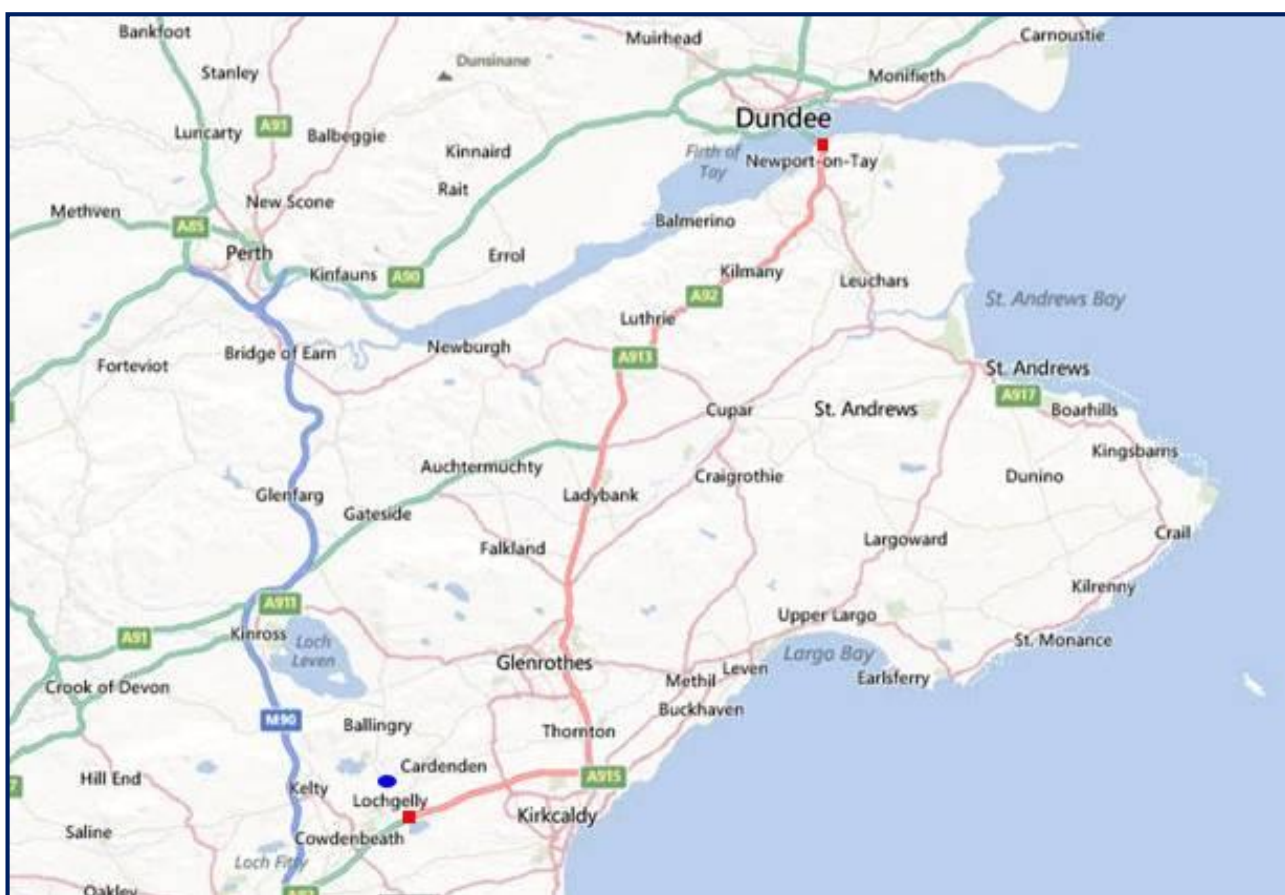 Bankfoot
Muirhead
Carnoustie
Stanley
Dunsinane
Monifieth
Luncarty
A93
Balbeggie
Dundee
Kinnaird
Firth of
Tay
Newport-on-Tay
Rait
New Scone
Methven
A85
Balmerino
Perth
Errol
Kinfauns
A90
Kilmany
Leuchars
A92
St. Andrews Bay
Luthrie
Bridge of Earn
Newburgh
A913
Forteviot
St. Andrews
A917
Cupar
St. Andrews
Boarhills
Kingsbarns
Auchtermuchty
Craigrothie
Dunino
Glenfarg
Ladybank
Gateside
Crail
Falkland
Largoward
Kilrenny
A911
Upper Largo
A91
Kinross
Loch
Leven
St. Monance
Largo Bay
Glenrothes
Leven
Methil
Earlsferry
Crook of Devon
Buckhaven
M90
Ballingry
Thornton
Cardenden
A915
Hill End
Kelty
Lochgelly
Kirkcaldy
Saline
Cowdenbeath
Loch Fitty
Oakley